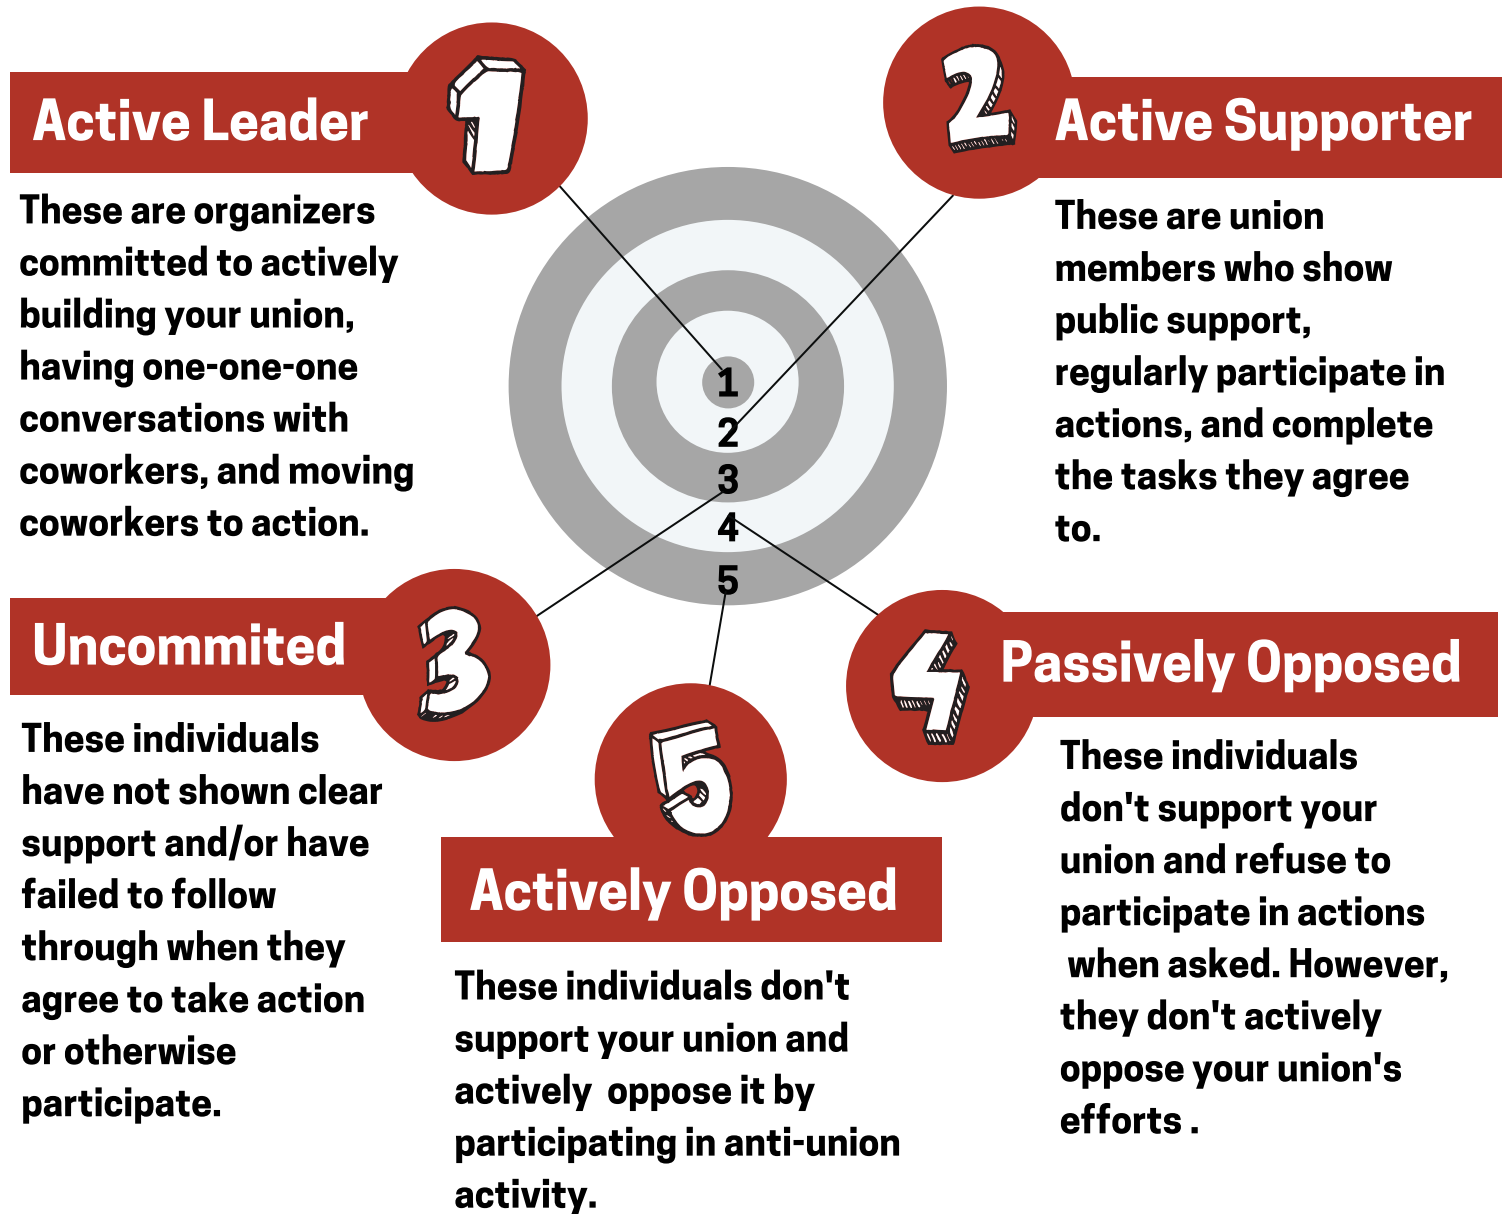 Active Leader
1
These are organizers
committed to actively
building your union,
having one-one-one
conversations with
coworkers, and moving
coworkers to action.
2
Active Supporter
These are union
members who show
public support,
regularly participate in
actions, and complete
the tasks they agree
to.
1
2
3
4
5
Uncommited
3
These individuals
have not shown clear
support and/or have
failed to follow
through when they
agree to take action
or otherwise
participate.
4
Passively Opposed
These individuals
don't support your
union and refuse to
participate in actions
when asked. However,
they don't actively
oppose your union's
efforts .
5
Actively Opposed
These individuals don't
support your union and
actively  oppose it by
participating in anti-union
activity.